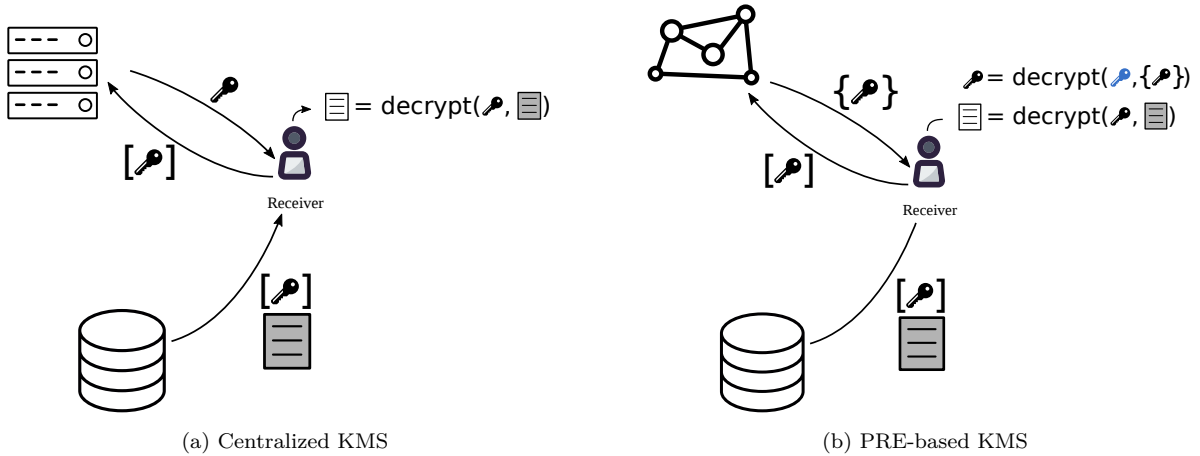 = decrypt( , )
[ ]
Receiver
[ ]
(a) Centralized KMS
{ }
= decrypt( ,{ })
= decrypt( , )
[ ]
Receiver
[ ]
(b) PRE-based KMS